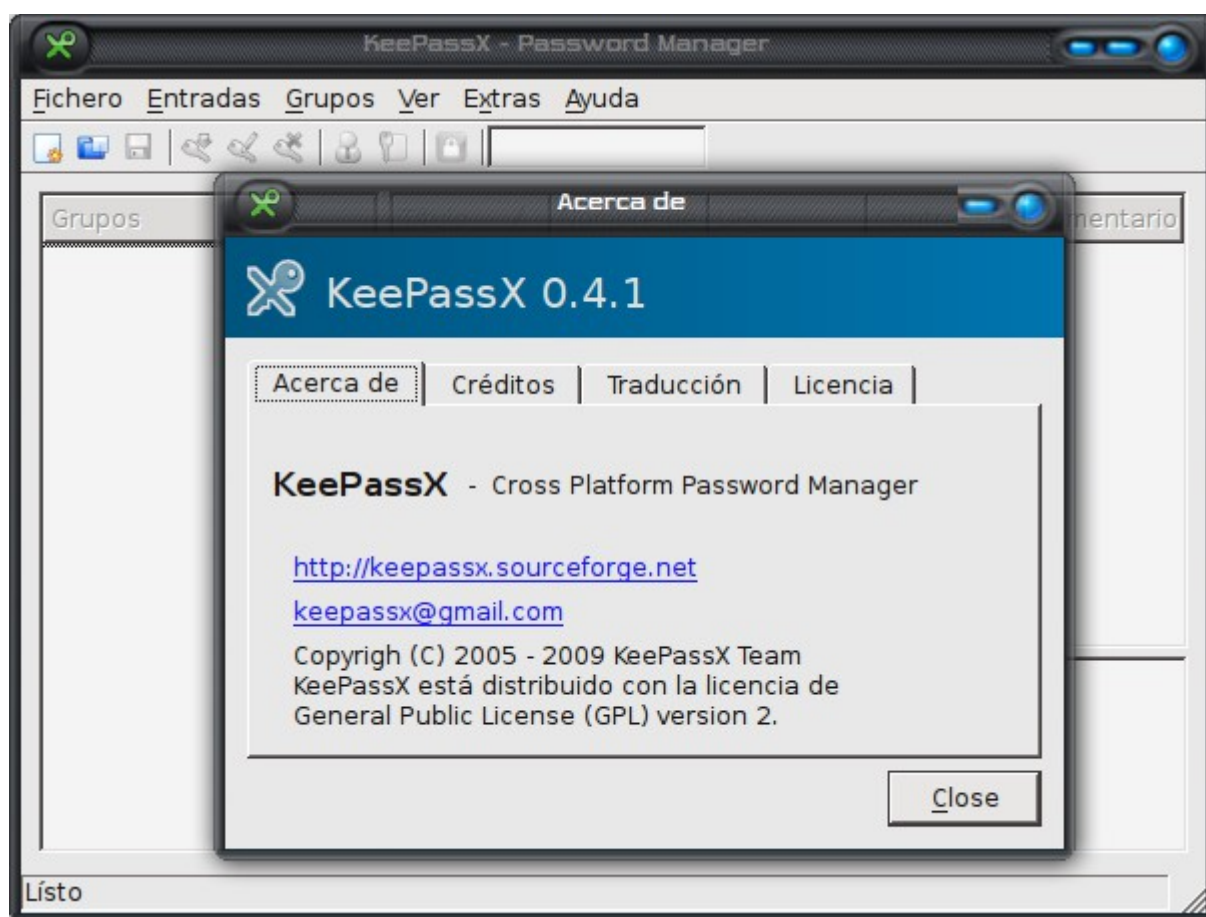 KeePassX - Password Manager
Fichero Entradas Grupos Ver Extras Ayuda
Grupos
mentario
Acerca de
KeePassX 0.4.1
Acerca de Créditos Traducción Licencia
KeePassX - Cross Platform Password Manager
http://keepassx.sourceforge.net
keepassx@gmail.com
Copyrigh (C) 2005 - 2009 KeePassX Team
KeePassX está distribuido con la licencia de
General Public License (GPL) version 2.
Close
Lísto